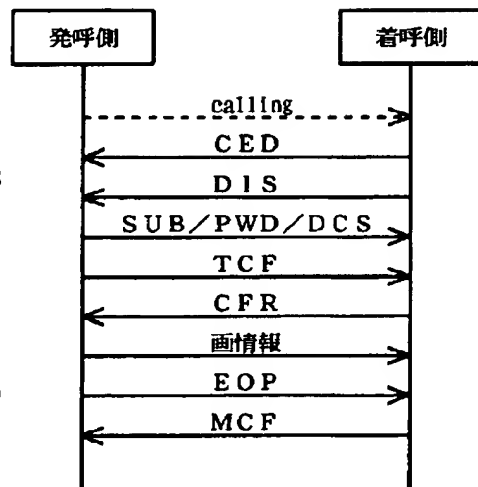 発呼側
着呼側
calling
CED
DIS
SUB/PWD/DCS
TCF
CFR
画情報
EOP
MCF